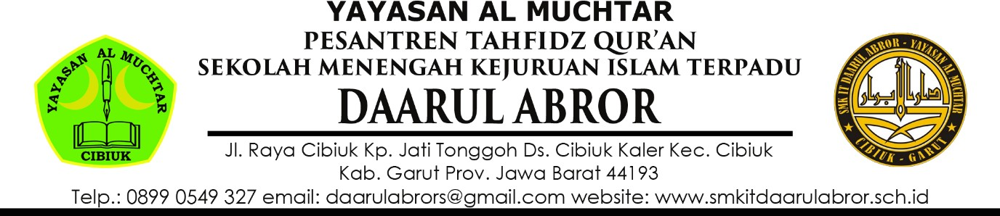 YAYASAN AL MUCHTAR
PESANTREN TAHFIDZ QUR'AN
SEKOLAH MENENGAH KEJURUAN ISLAM TERPADU
DAARUL ABROR
Jl. Raya Cibiuk Kp. Jati Tonggoh Ds. Cibiuk Kaler Kec. Cibiuk
Kab. Garut Prov. Jawa Barat 44193
Telp.: 0899 0549 327 email: daarulabrors@gmail.com website: www.smkitdaarulabror.sch.id
YAYASAN AL MUCHTAR
CIBIUK
SMK IT DAARUL ABROR - YAYASAN AL MUCHTAR
CIBIUK - GARUT